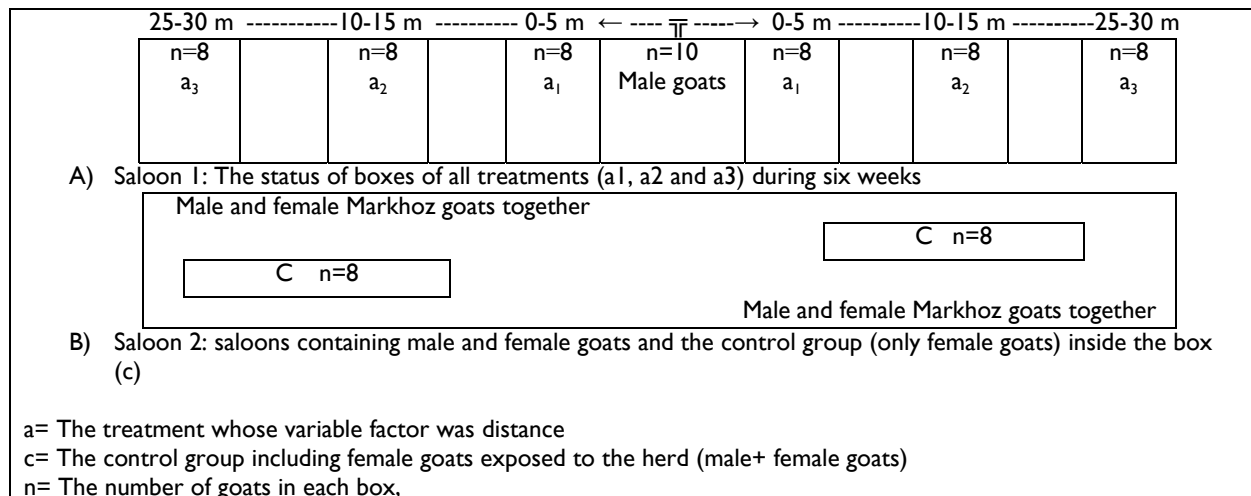 25-30 m -----------10-15 m ---------- 0-5 m ← ---- ╥ ----→ 0-5 m ----------10-15 m ----------25-30 m
n=8 n=8 n=8 n=10 n=8 n=8 n=8
a₃ a₂ a₁ Male goats a₁ a₂ a₃
A) Saloon 1: The status of boxes of all treatments (a1, a2 and a3) during six weeks
Male and female Markhoz goats together
C n=8
C n=8
Male and female Markhoz goats together
B) Saloon 2: saloons containing male and female goats and the control group (only female goats) inside the box
(c)
a= The treatment whose variable factor was distance
c= The control group including female goats exposed to the herd (male+ female goats)
n= The number of goats in each box,